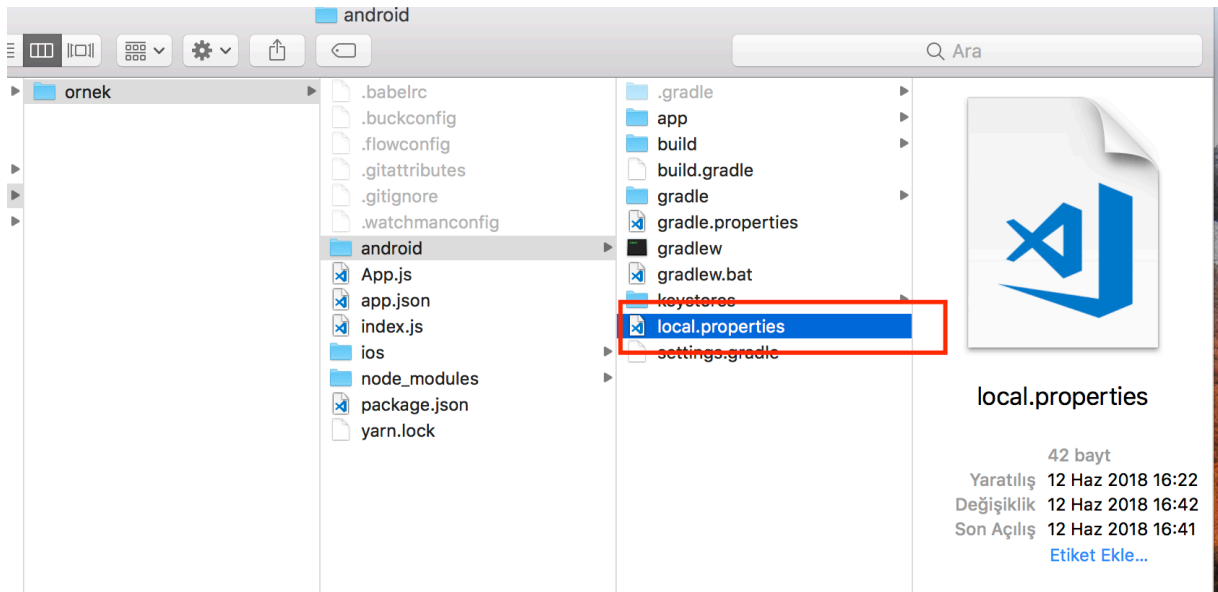 android
Ara
ornek
.babelrc
.buckconfig
.flowconfig
.gitattributes
.gitignore
.watchmanconfig
android
App.js
app.json
index.js
ios
node_modules
package.json
yarn.lock
.gradle
app
build
build.gradle
gradle
gradle.properties
gradlew
gradlew.bat
keystores
local.properties
settings.gradle
local.properties
42 bayt
Yaratılış 12 Haz 2018 16:22
Değişiklik 12 Haz 2018 16:42
Son Açılış 12 Haz 2018 16:41
Etiket Ekle...